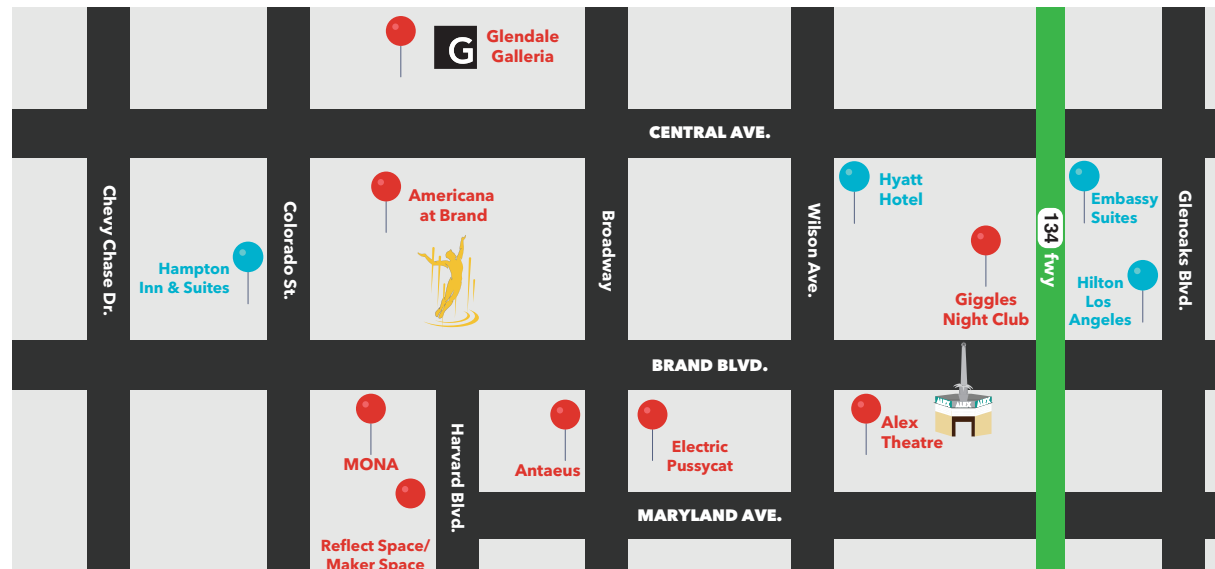 G
Glendale
Galleria
CENTRAL AVE.
Chevy Chase Dr.
Hampton
Inn & Suites
Colorado St.
Americana
at Brand
Broadway
Wilson Ave.
Hyatt
Hotel
Giggles
Night Club
134 fwy
Embassy
Suites
Hilton
Los
Angeles
Glenoaks Blvd.
BRAND BLVD.
MONA
Reflect Space/
Maker Space
Harvard Blvd.
Antaeus
Electric
Pussycat
Alex
Theatre
ALEX ALEX ALEX
MARYLAND AVE.